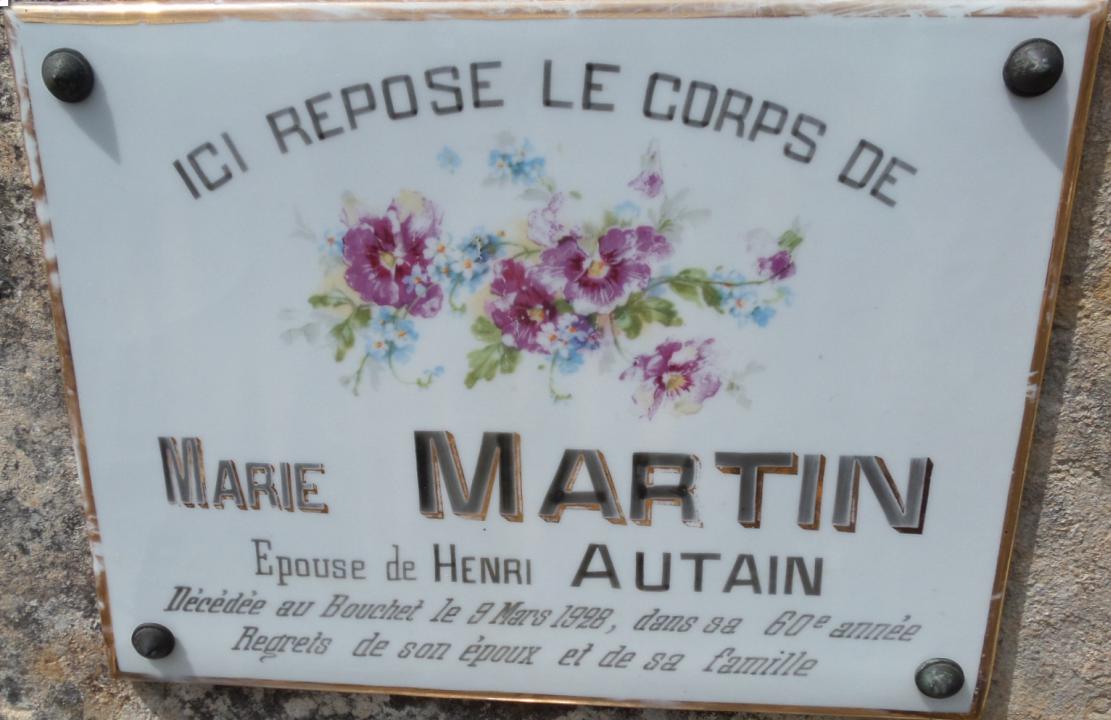 ICI REPOSE LE CORPS DE
MARIE MARTIN
Epouse de HENRI AUTAIN
Décédée au Bouchet le 9 Mars 1928, dans sa 60e année
Regrets de son époux et de sa famille